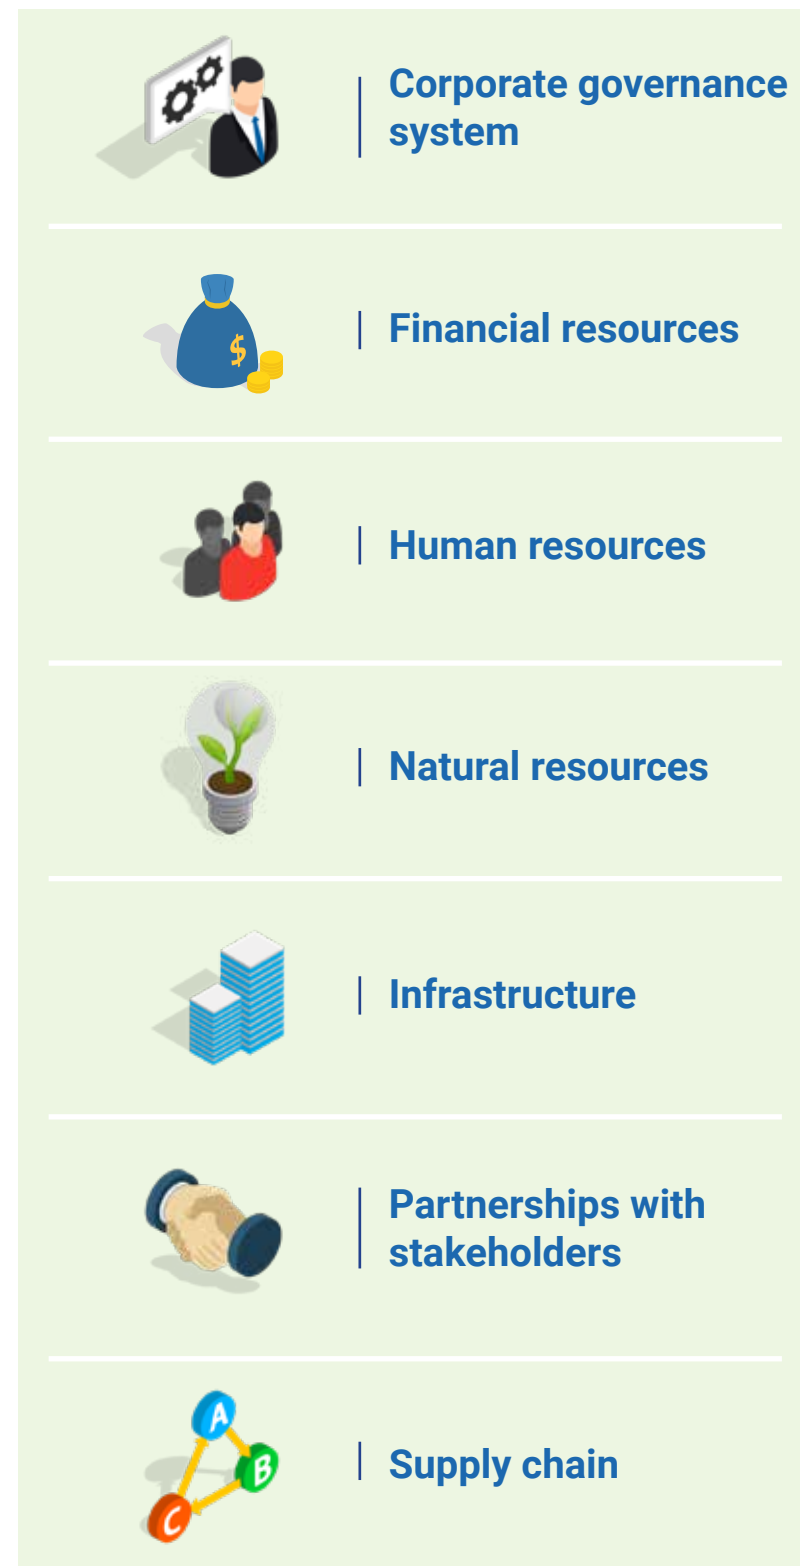 Corporate governance
system
$
Financial resources
Human resources
Natural resources
Infrastructure
Partnerships with
stakeholders
A
B
C
Supply chain